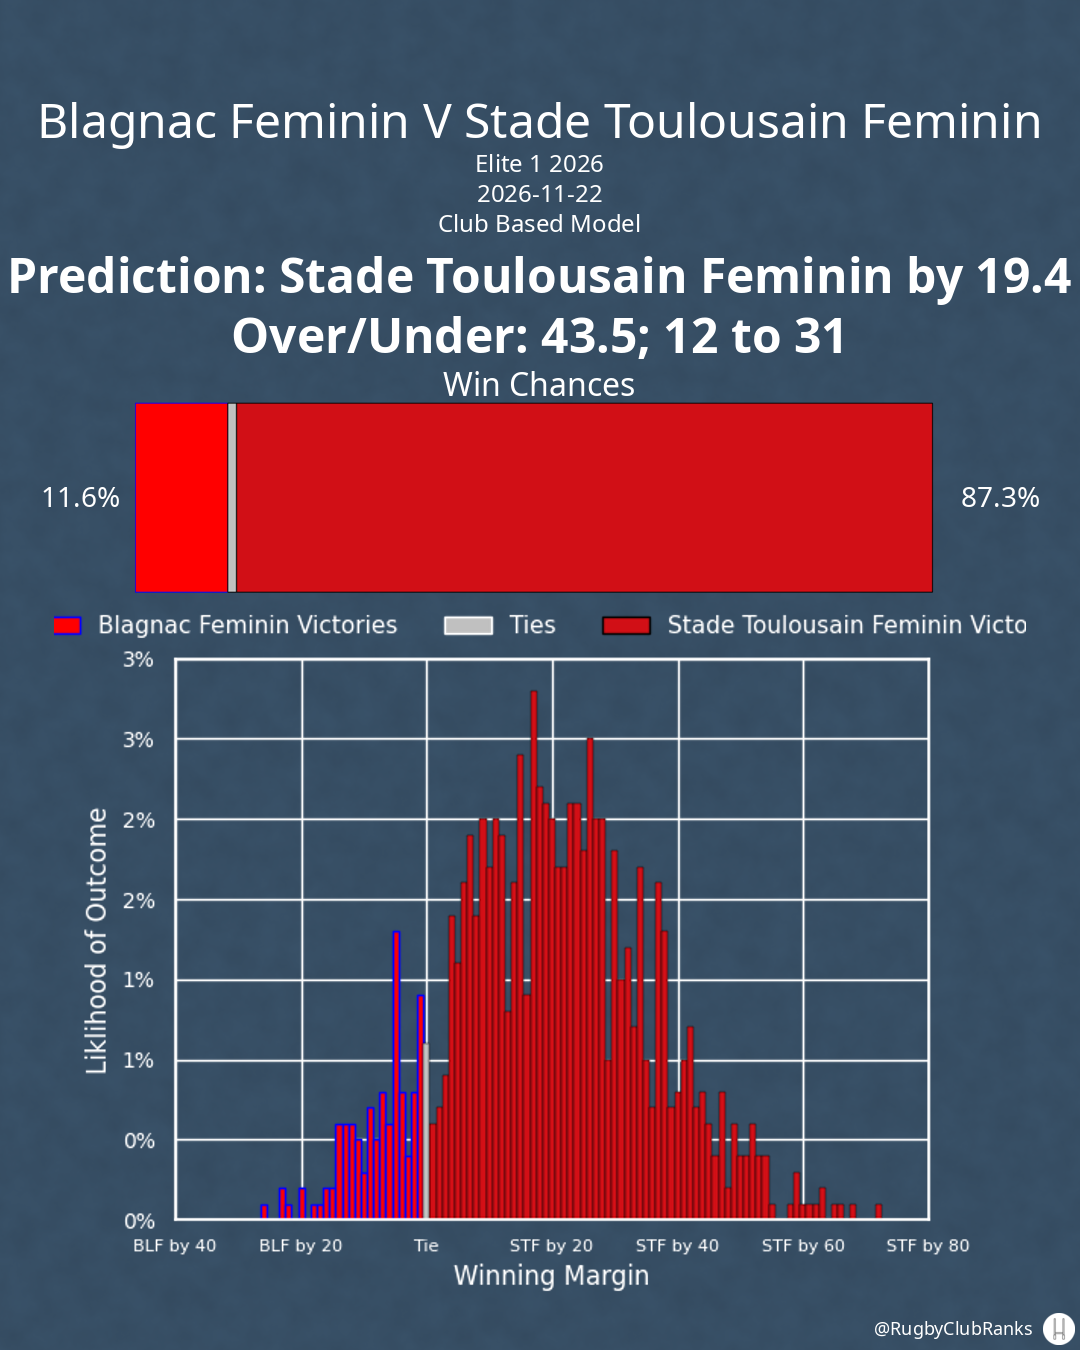 Blagnac Feminin V Stade Toulousain Feminin
Elite 1 2026
2026-11-22
Club Based Model
Prediction: Stade Toulousain Feminin by 19.4
Over/Under: 43.5; 12 to 31
Win Chances
11.6%
87.3%
Blagnac Feminin Victories
Ties
Stade Toulousain Feminin Victo
3%
3%
2%
2%
1%
1%
0%
0%
Liklihood of Outcome
BLF by 40
BLF by 20
Tie
STF by 20
STF by 40
STF by 60
STF by 80
Winning Margin
@RugbyClubRanks